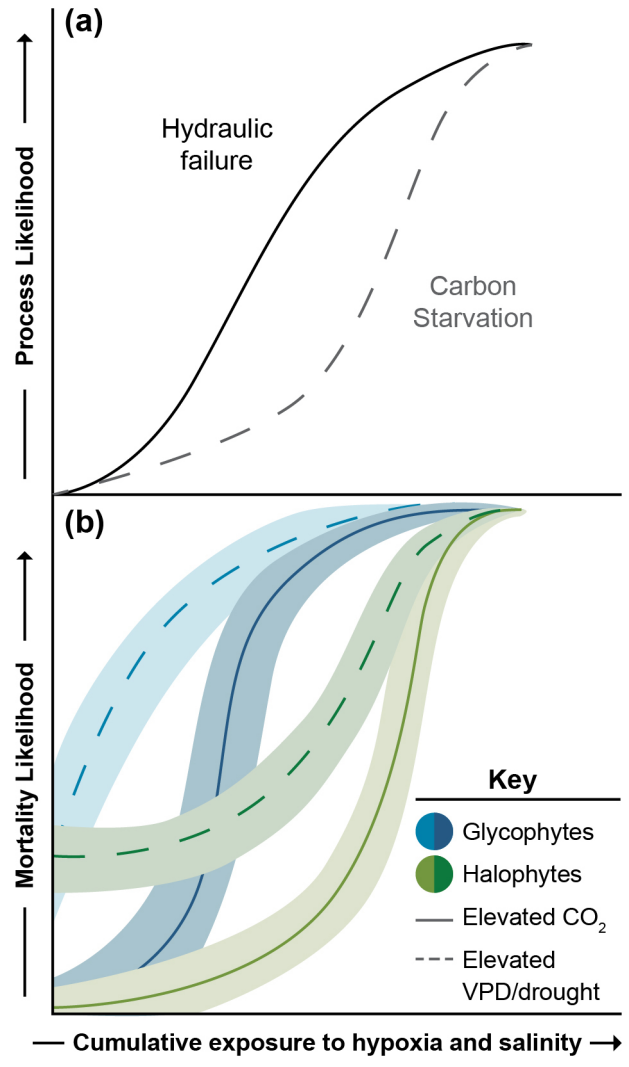 (a)
Hydraulic
failure
Carbon
Starvation
Process Likelihood
(b)
Mortality Likelihood
Key
Glycophytes
Halophytes
Elevated CO₂
Elevated
VPD/drought
Cumulative exposure to hypoxia and salinity